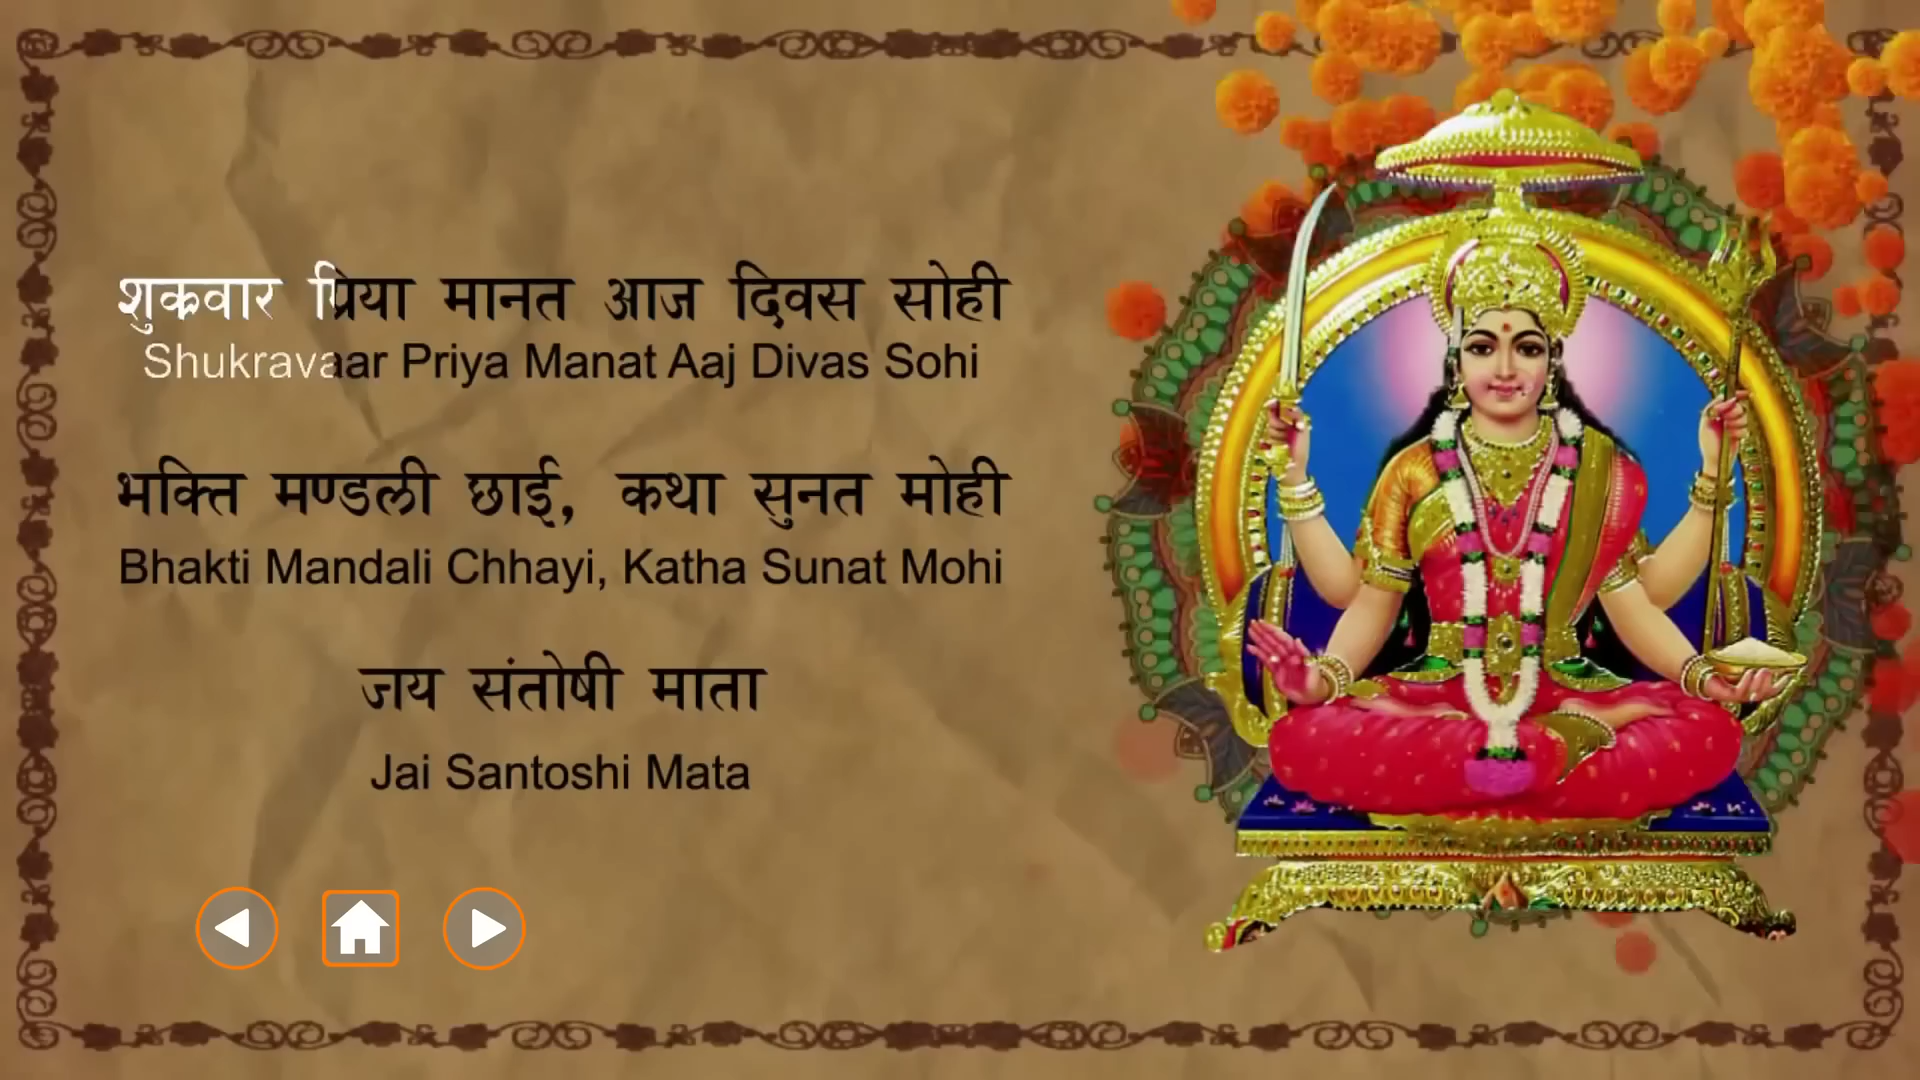 शुक्रवार प्रिया मानत आज दिवस सोही
Shukravaar Priya Manat Aaj Divas Sohi
भक्ति मण्डली छाई, कथा सुनत मोही
Bhakti Mandali Chhayi, Katha Sunat Mohi
जय संतोषी माता
Jai Santoshi Mata